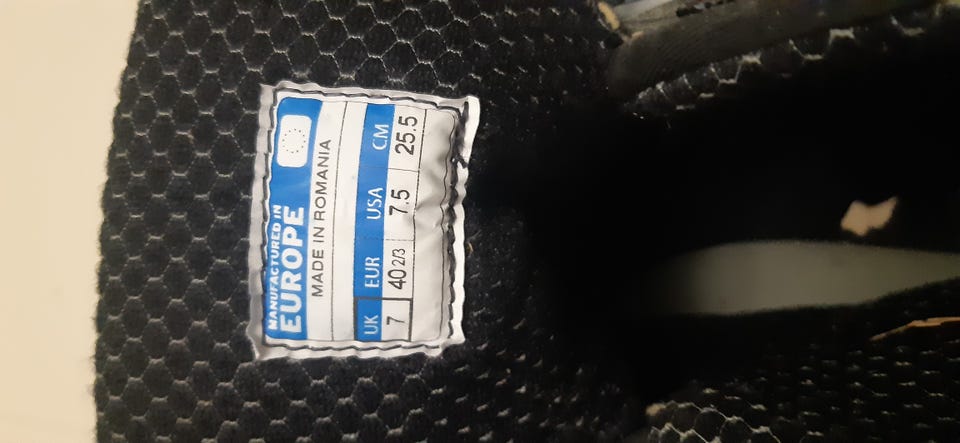 MANUFACTURED IN
EUROPE
MADE IN ROMANIA
UK EUR USA CM
7 40 2/3 7.5 25.5